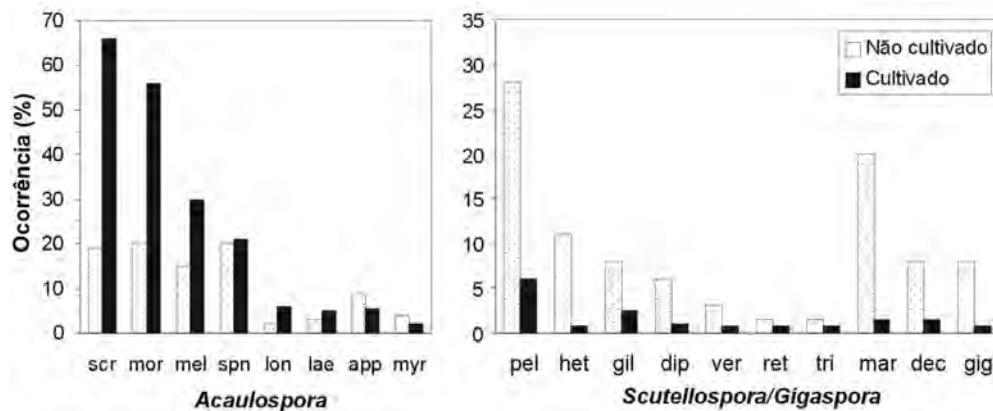 Ocorrência (%)
70
60
50
40
30
20
10
0
scr mor mel spn lon lae app myr
Acaulospora
35
30
25
20
15
10
5
0
Não cultivado
Cultivado
pel het gil dip ver ret tri mar dec gig
Scutellospora/Gigaspora